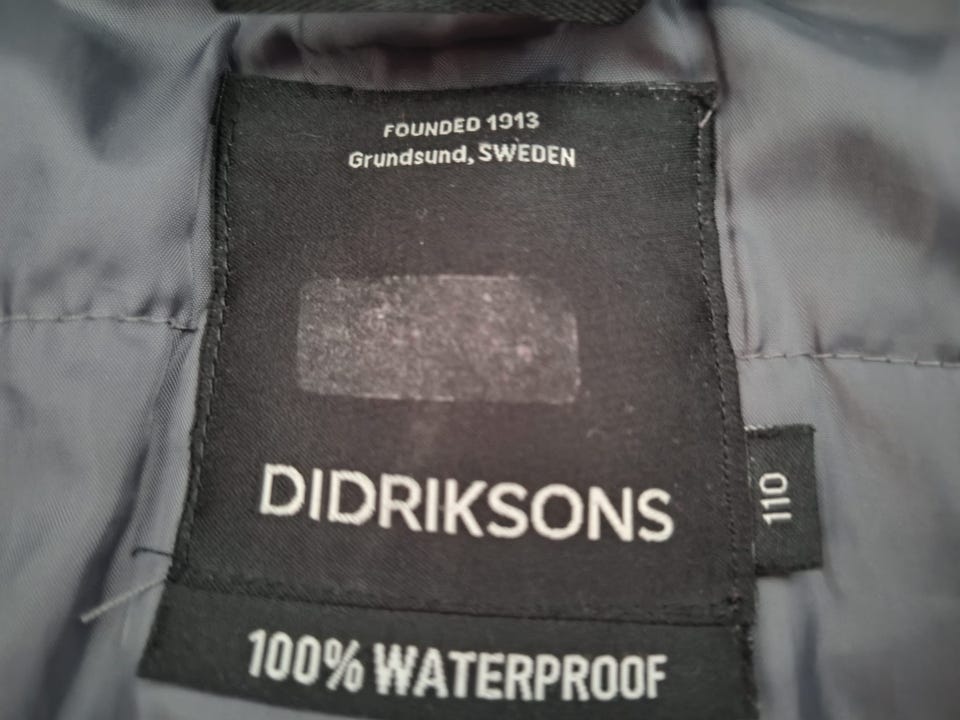 FOUNDED 1913
Grundsund, SWEDEN
DIDRIKSONS
110
100% WATERPROOF